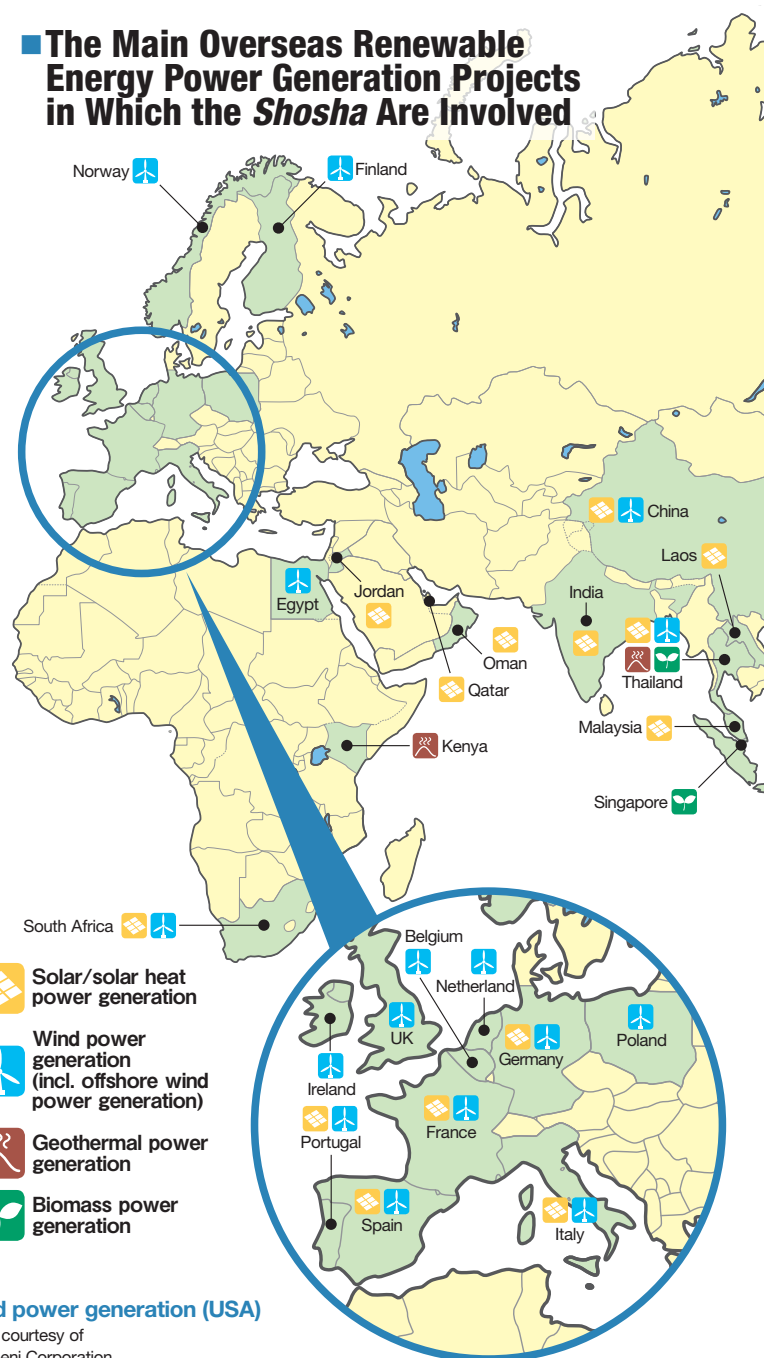 The Main Overseas Renewable
Energy Power Generation Projects
in Which the Shosha Are Involved
Norway
Finland
China
Laos
Jordan
Egypt
India
Oman
Qatar
Thailand
Malaysia
Kenya
Singapore
South Africa
Solar/solar heat
power generation
Wind power
generation
(incl. offshore wind
power generation)
Geothermal power
generation
Biomass power
generation
Belgium
Netherland
UK
Germany
Poland
Ireland
Portugal
France
Spain
Italy
power generation (USA)
courtesy of
Corporation